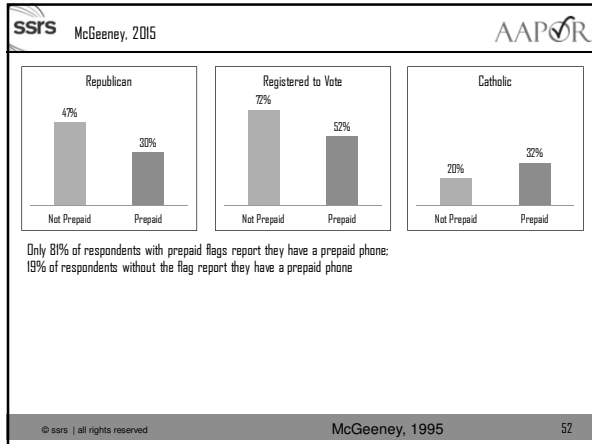 ssrs McGeeney, 2015 AAPOR
Republican
47%
30%
Not Prepaid Prepaid
Registered to Vote
72%
52%
Not Prepaid Prepaid
Catholic
20%
32%
Not Prepaid Prepaid
Only 81% of respondents with prepaid flags report they have a prepaid phone;
19% of respondents without the flag report they have a prepaid phone
© ssrs | all rights reserved McGeeney, 1995 52